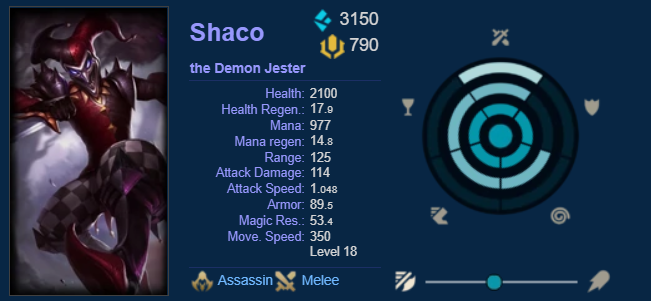 Shaco
3150
790
the Demon Jester
Health: 2100
Health Regen.: 17.9
Mana: 977
Mana regen: 14.8
Range: 125
Attack Damage: 114
Attack Speed: 1.048
Armor: 89.5
Magic Res.: 53.4
Move. Speed: 350
Level 18
Assassin Melee